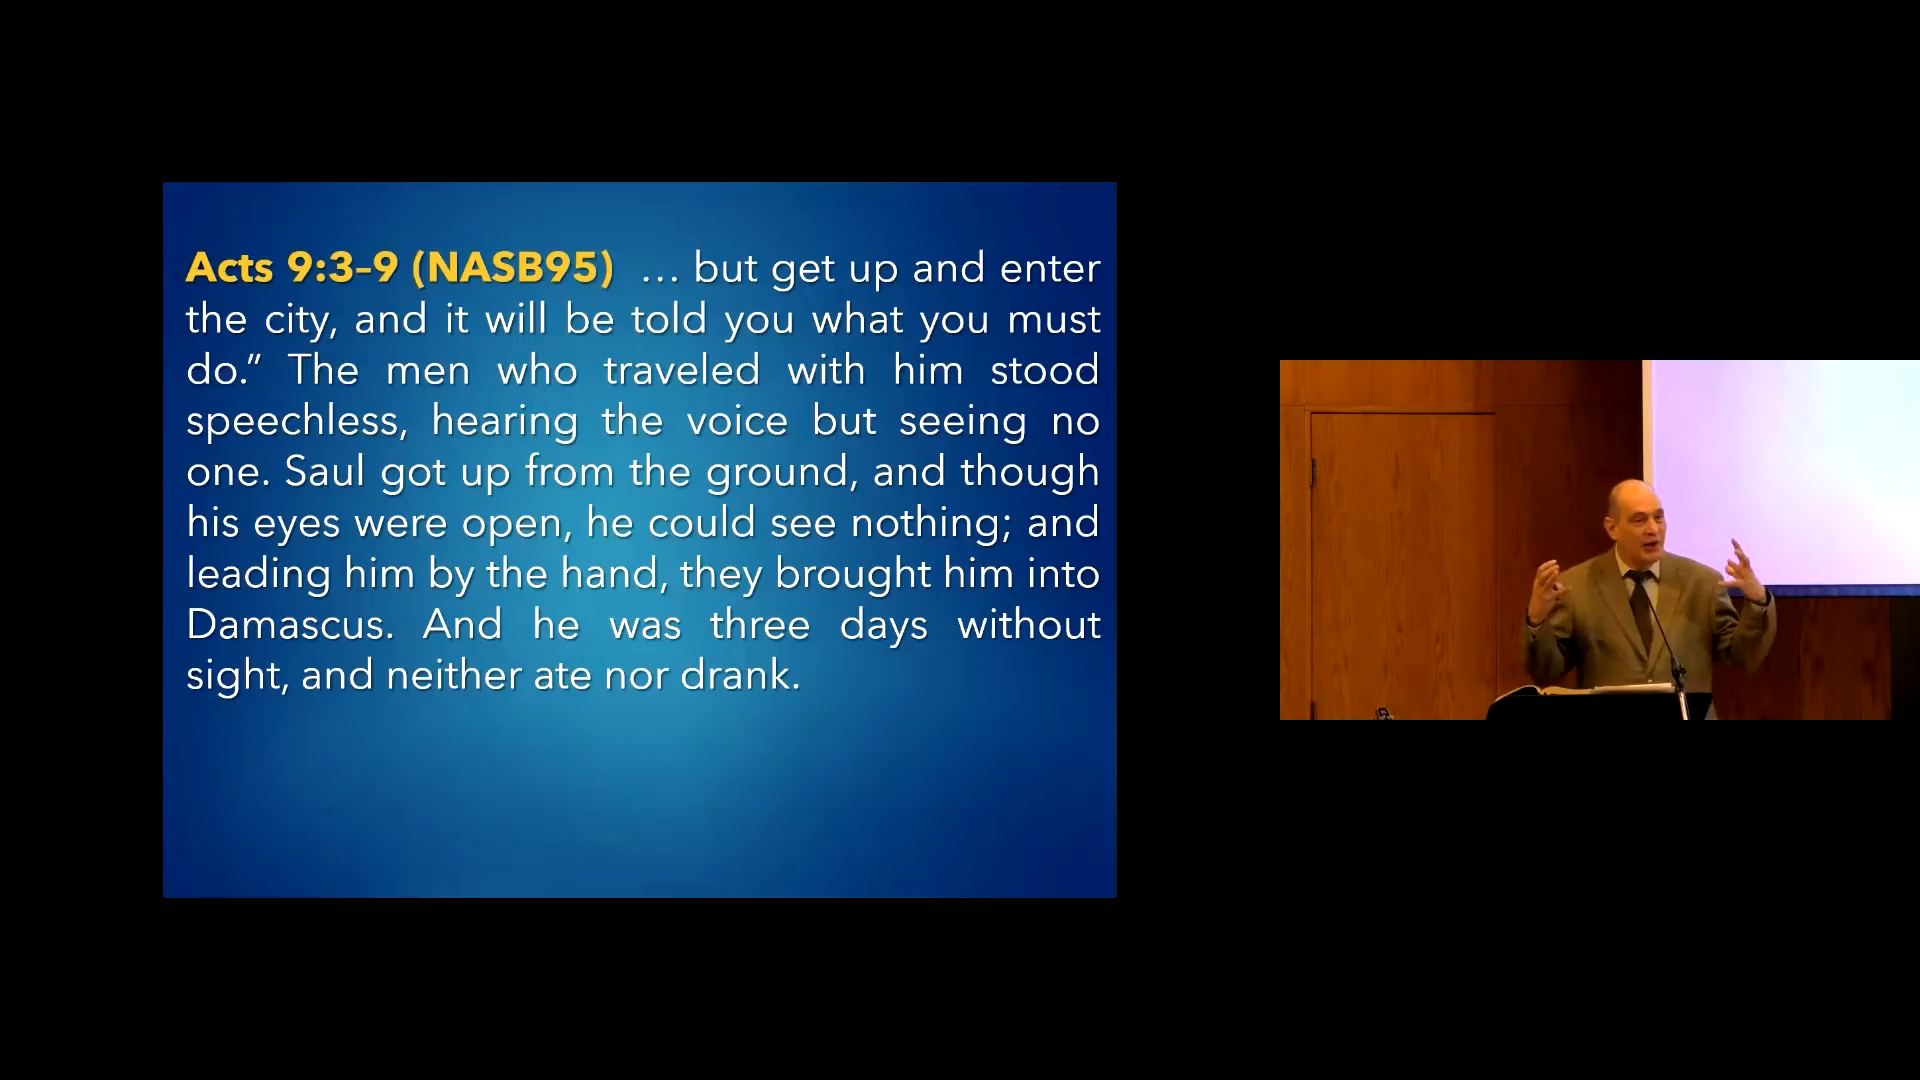 Acts 9:3–9 (NASB95) … but get up and enter
the city, and it will be told you what you must
do.” The men who traveled with him stood
speechless, hearing the voice but seeing no
one. Saul got up from the ground, and though
his eyes were open, he could see nothing; and
leading him by the hand, they brought him into
Damascus. And he was three days without
sight, and neither ate nor drank.